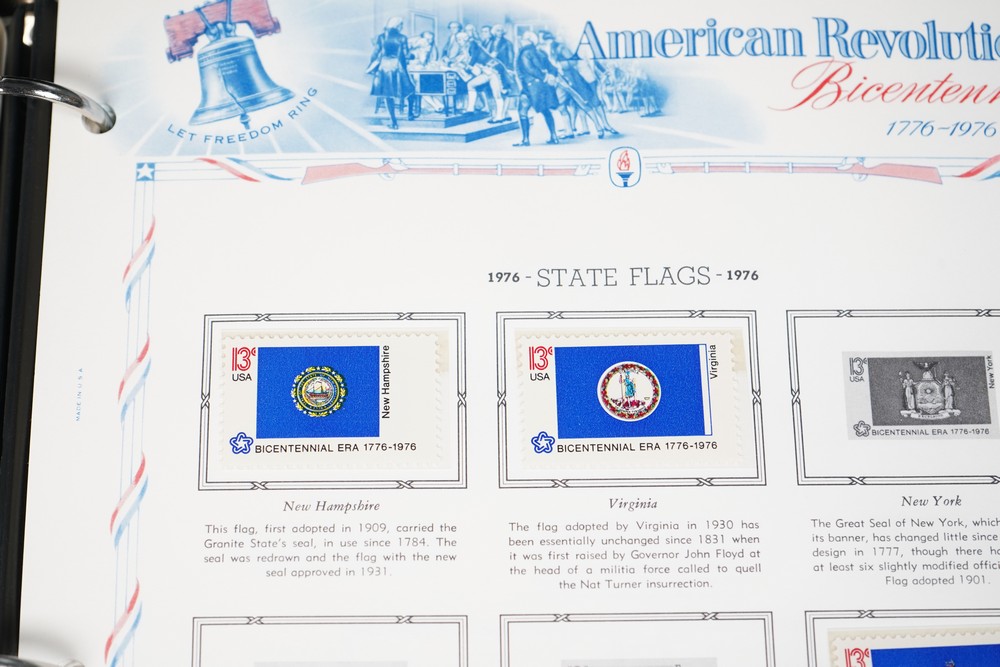 LET FREEDOM RING
American Revolutio
Bicentenn
1776-1976
1976 - STATE FLAGS - 1976
MADE IN U.S.A.
13c
USA
New Hampshire
BICENTENNIAL ERA 1776-1976
13c
USA
Virginia
BICENTENNIAL ERA 1776-1976
13c
USA
New York
BICENTENNIAL ERA 1776-1976
New Hampshire
This flag, first adopted in 1909, carried the
Granite State's seal, in use since 1784. The
seal was redrawn and the flag with the new
seal approved in 1931.
Virginia
The flag adopted by Virginia in 1930 has
been essentially unchanged since 1831 when
it was first raised by Governor John Floyd at
the head of a militia force called to quell
the Nat Turner insurrection.
New York
The Great Seal of New York, which
its banner, has changed little since
design in 1777, though there ha
at least six slightly modified offici
Flag adopted 1901.
13c